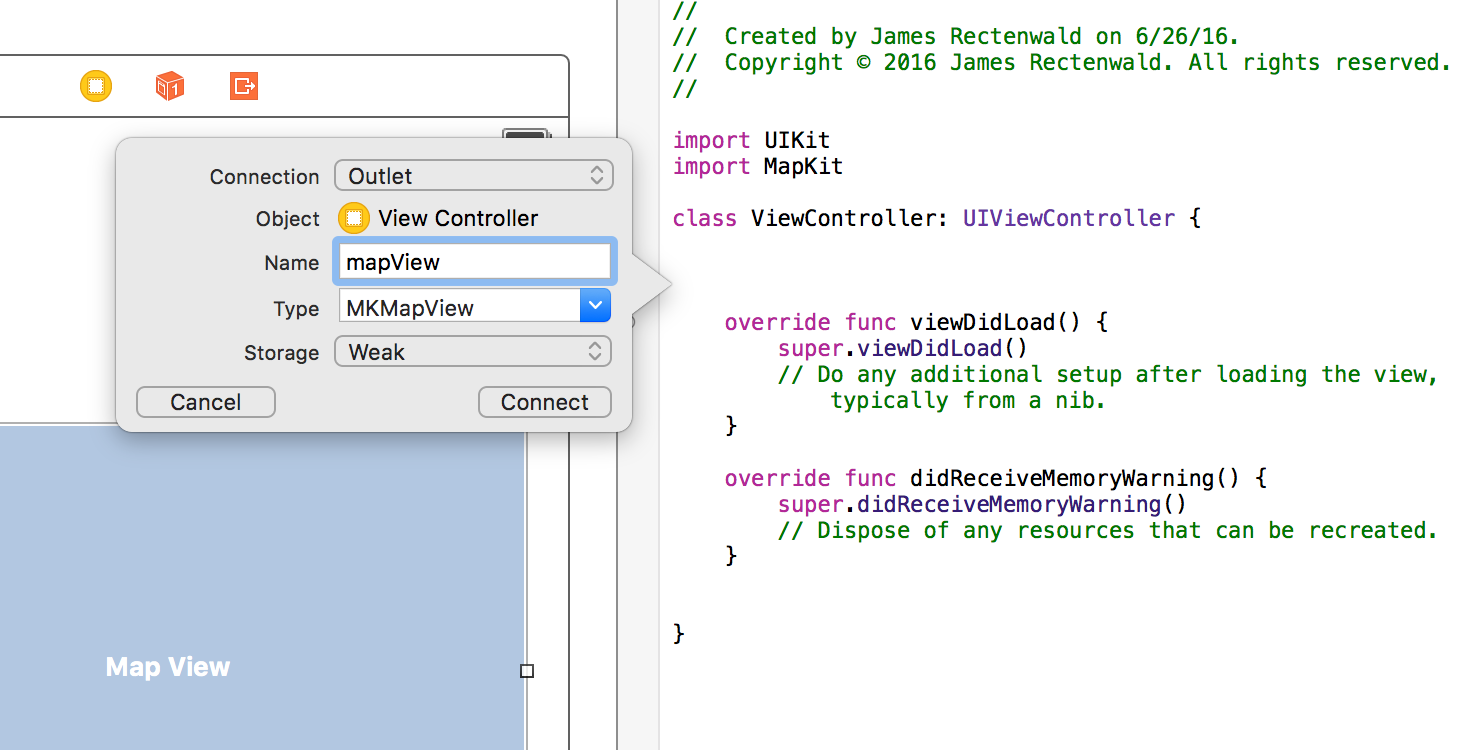 //
// Created by James Rectenwald on 6/26/16.
// Copyright © 2016 James Rectenwald. All rights reserved.
//
import UIKit
import MapKit
class ViewController: UIViewController {
override func viewDidLoad() {
super.viewDidLoad()
// Do any additional setup after loading the view,
typically from a nib.
}
override func didReceiveMemoryWarning() {
super.didReceiveMemoryWarning()
// Dispose of any resources that can be recreated.
}
}
Connection Outlet
Object View Controller
Name mapView
Type MKMapView
Storage Weak
Cancel Connect
Map View
1